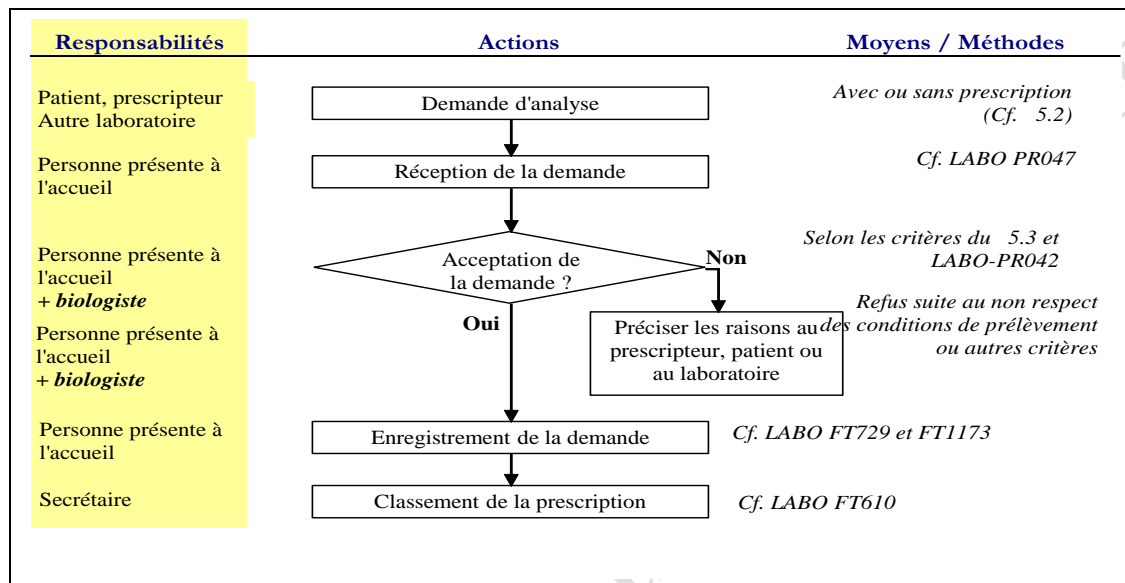 Responsabilités
Actions
Moyens / Méthodes
Patient, prescripteur
Autre laboratoire
Demande d'analyse
Avec ou sans prescription
(Cf. 5.2)
Personne présente à
l'accueil
Réception de la demande
Cf. LABO PR047
Personne présente à
l'accueil
+ biologiste
Acceptation de
la demande ?
Non
Oui
Selon les critères du 5.3 et
LABO-PR042
Personne présente à
l'accueil
+ biologiste
Préciser les raisons au
prescripteur, patient ou
au laboratoire
Refus suite au non respect
des conditions de prélèvement
ou autres critères
Personne présente à
l'accueil
Enregistrement de la demande
Cf. LABO FT729 et FT1173
Secrétaire
Classement de la prescription
Cf. LABO FT610